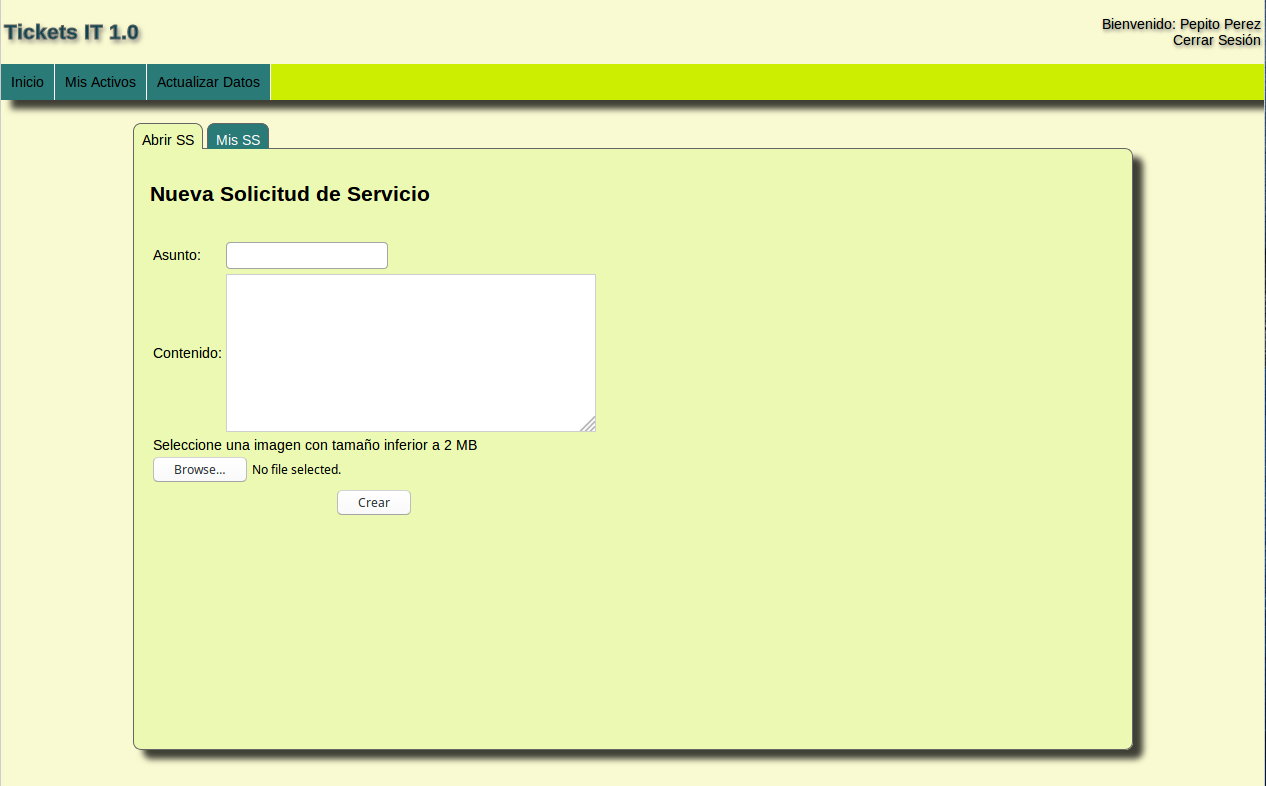 Tickets IT 1.0
Bienvenido: Pepito Perez
Cerrar Sesión
Inicio Mis Activos Actualizar Datos
Abrir SS Mis SS
Nueva Solicitud de Servicio
Asunto:
Contenido:
Seleccione una imagen con tamaño inferior a 2 MB
Browse... No file selected.
Crear